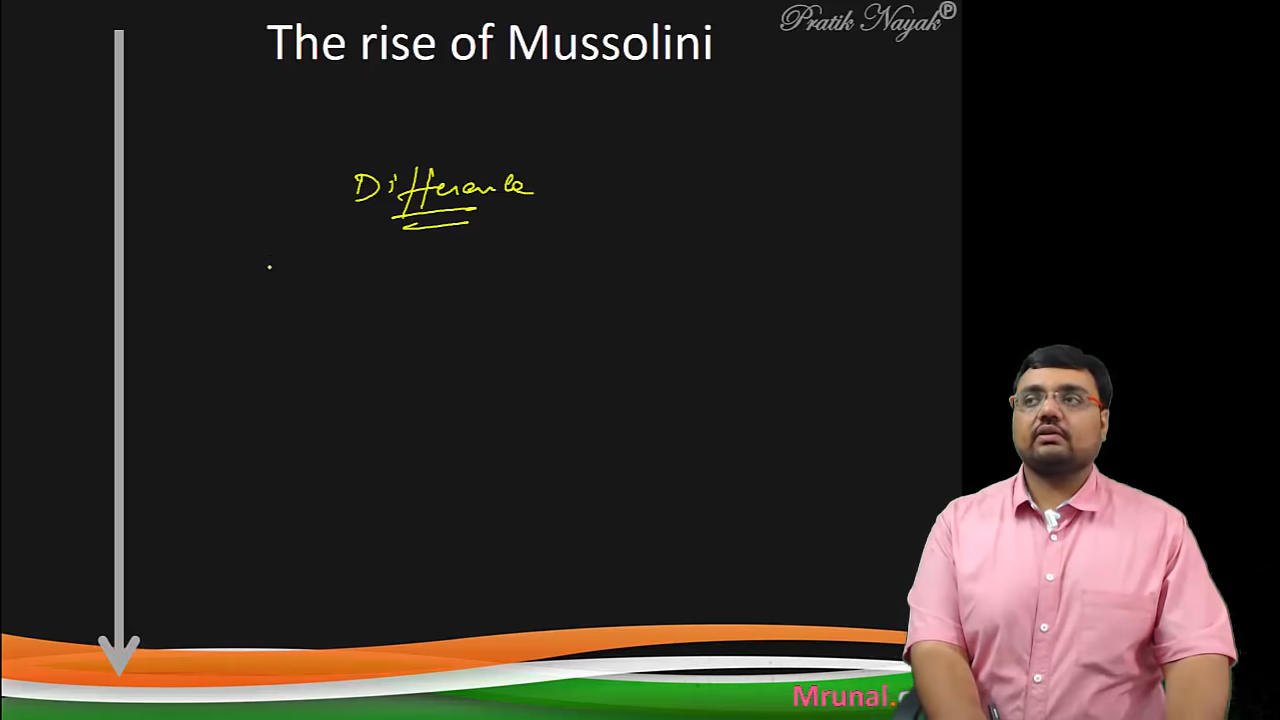 Pratik Nayak℗
The rise of Mussolini
Difference
Mrunal.